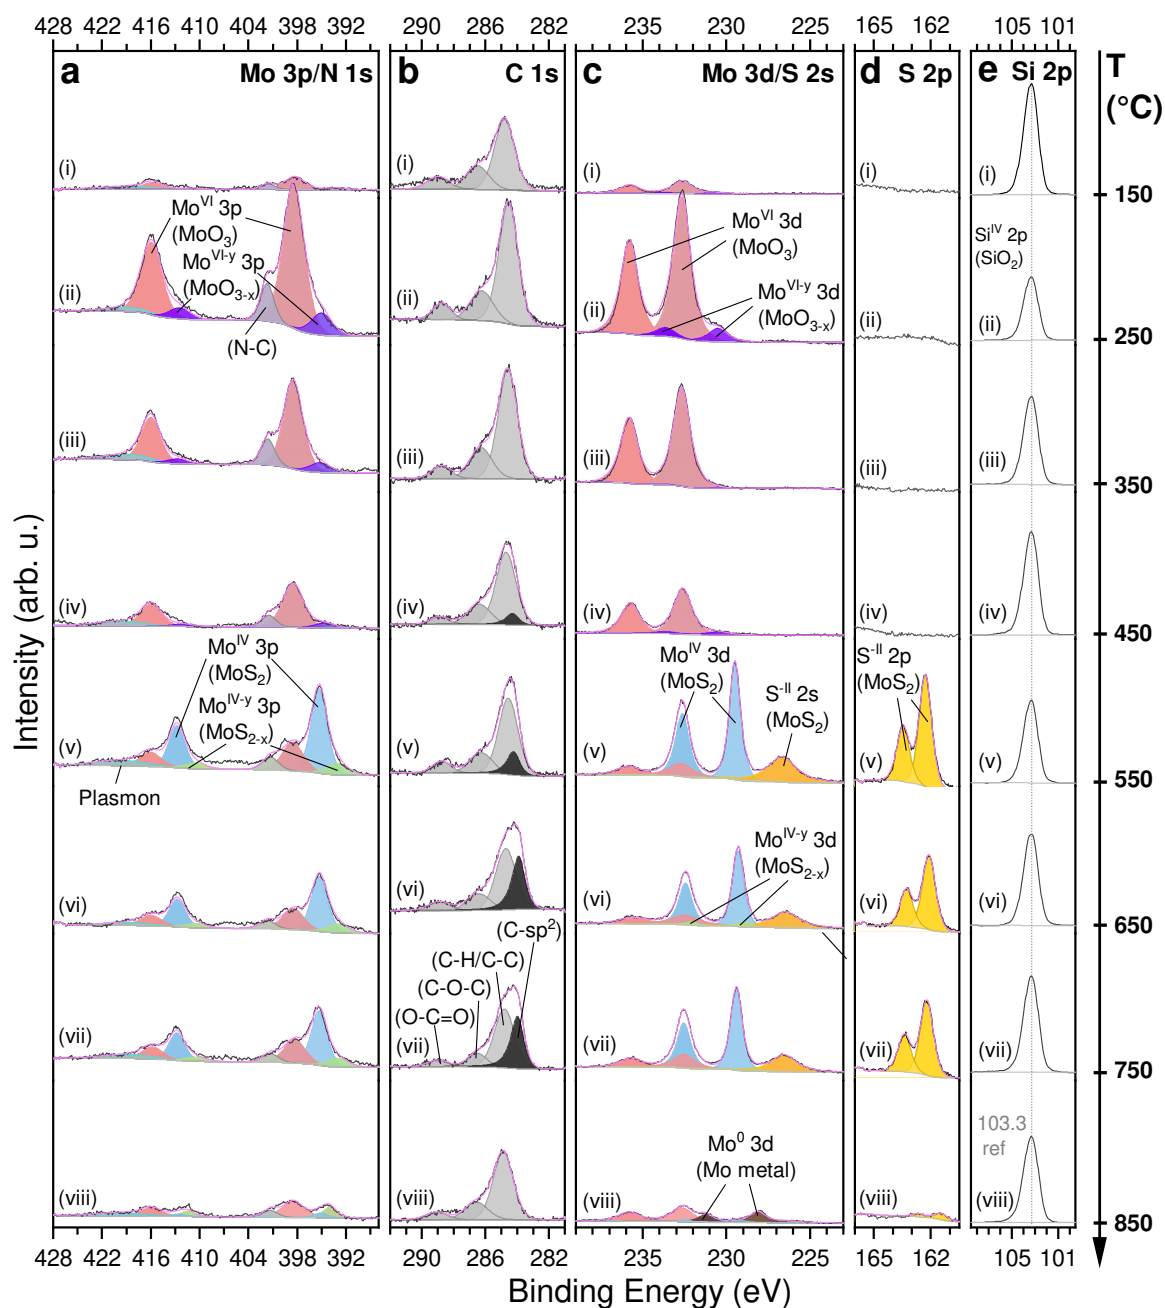 428 422 416 410 404 398 392
290 288 286 284 282
235 230 225
165 162
105 101
a Mo 3p/N 1s
b C 1s
c Mo 3d/S 2s
d S 2p
e Si 2p
T
(°C)
(i) (i) (i) (i) (i)
150
Mo^VI 3p
(MoO₃)
Mo^VI-y 3p
(MoO₃₋ₓ)
(N-C)
Mo^VI 3d
(MoO₃)
Mo^VI-y 3d
(MoO₃₋ₓ)
Si^IV 2p
(SiO₂)
(ii) (ii) (ii) (ii) (ii)
250
(iii) (iii) (iii) (iii) (iii)
350
(iv) (iv) (iv) (iv) (iv)
450
Mo^IV 3p
(MoS₂)
Mo^IV-y 3p
(MoS₂₋ₓ)
Plasmon
Mo^IV 3d
(MoS₂)
S^-II 2s
(MoS₂)
S^-II 2p
(MoS₂)
(v) (v) (v) (v) (v)
550
Mo^IV-y 3d
(MoS₂₋ₓ)
(vi) (vi) (vi) (vi) (vi)
650
(C-sp²)
(C-H/C-C)
(C-O-C)
(O-C=O)
(vii) (vii) (vii) (vii) (vii)
750
Mo⁰ 3d
(Mo metal)
103.3
ref
(viii) (viii) (viii) (viii) (viii)
850
428 422 416 410 404 398 392
290 288 286 284 282
235 230 225
165 162
105 101
Intensity (arb. u.)
Binding Energy (eV)